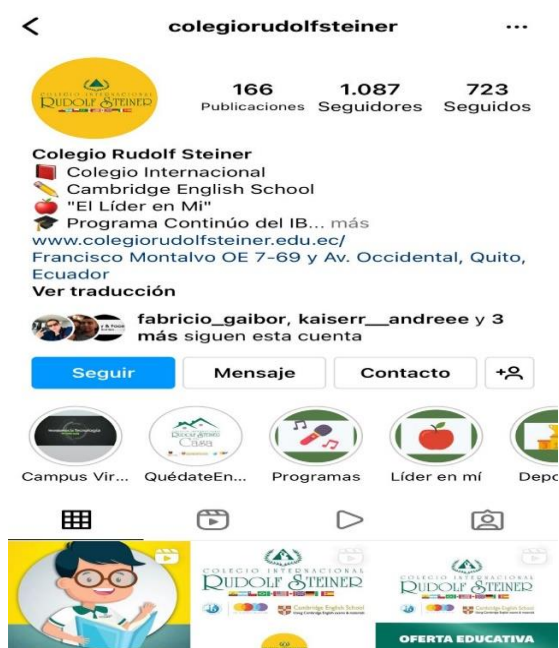 colegiorudolfsteiner
COLEGIO INTERNACIONAL
RUDOLF STEINER
166
Publicaciones
1.087
Seguidores
723
Seguidos
Colegio Rudolf Steiner
Colegio Internacional
Cambridge English School
"El Líder en Mi"
Programa Continúo del IB... más
www.colegiorudolfsteiner.edu.ec/
Francisco Montalvo OE 7-69 y Av. Occidental, Quito,
Ecuador
Ver traducción
fabricio_gaibor, kaiserr__andreee y 3
más siguen esta cuenta
Seguir
Mensaje
Contacto
Campus Vir...
QuédateEn...
Programas
Líder en mí
Depo
COLEGIO INTERNACIONAL
RUDOLF STEINER
Cambridge English School
COLEGIO INTERNACIONAL
RUDOLF STEINER
Cambridge English School
OFERTA EDUCATIVA